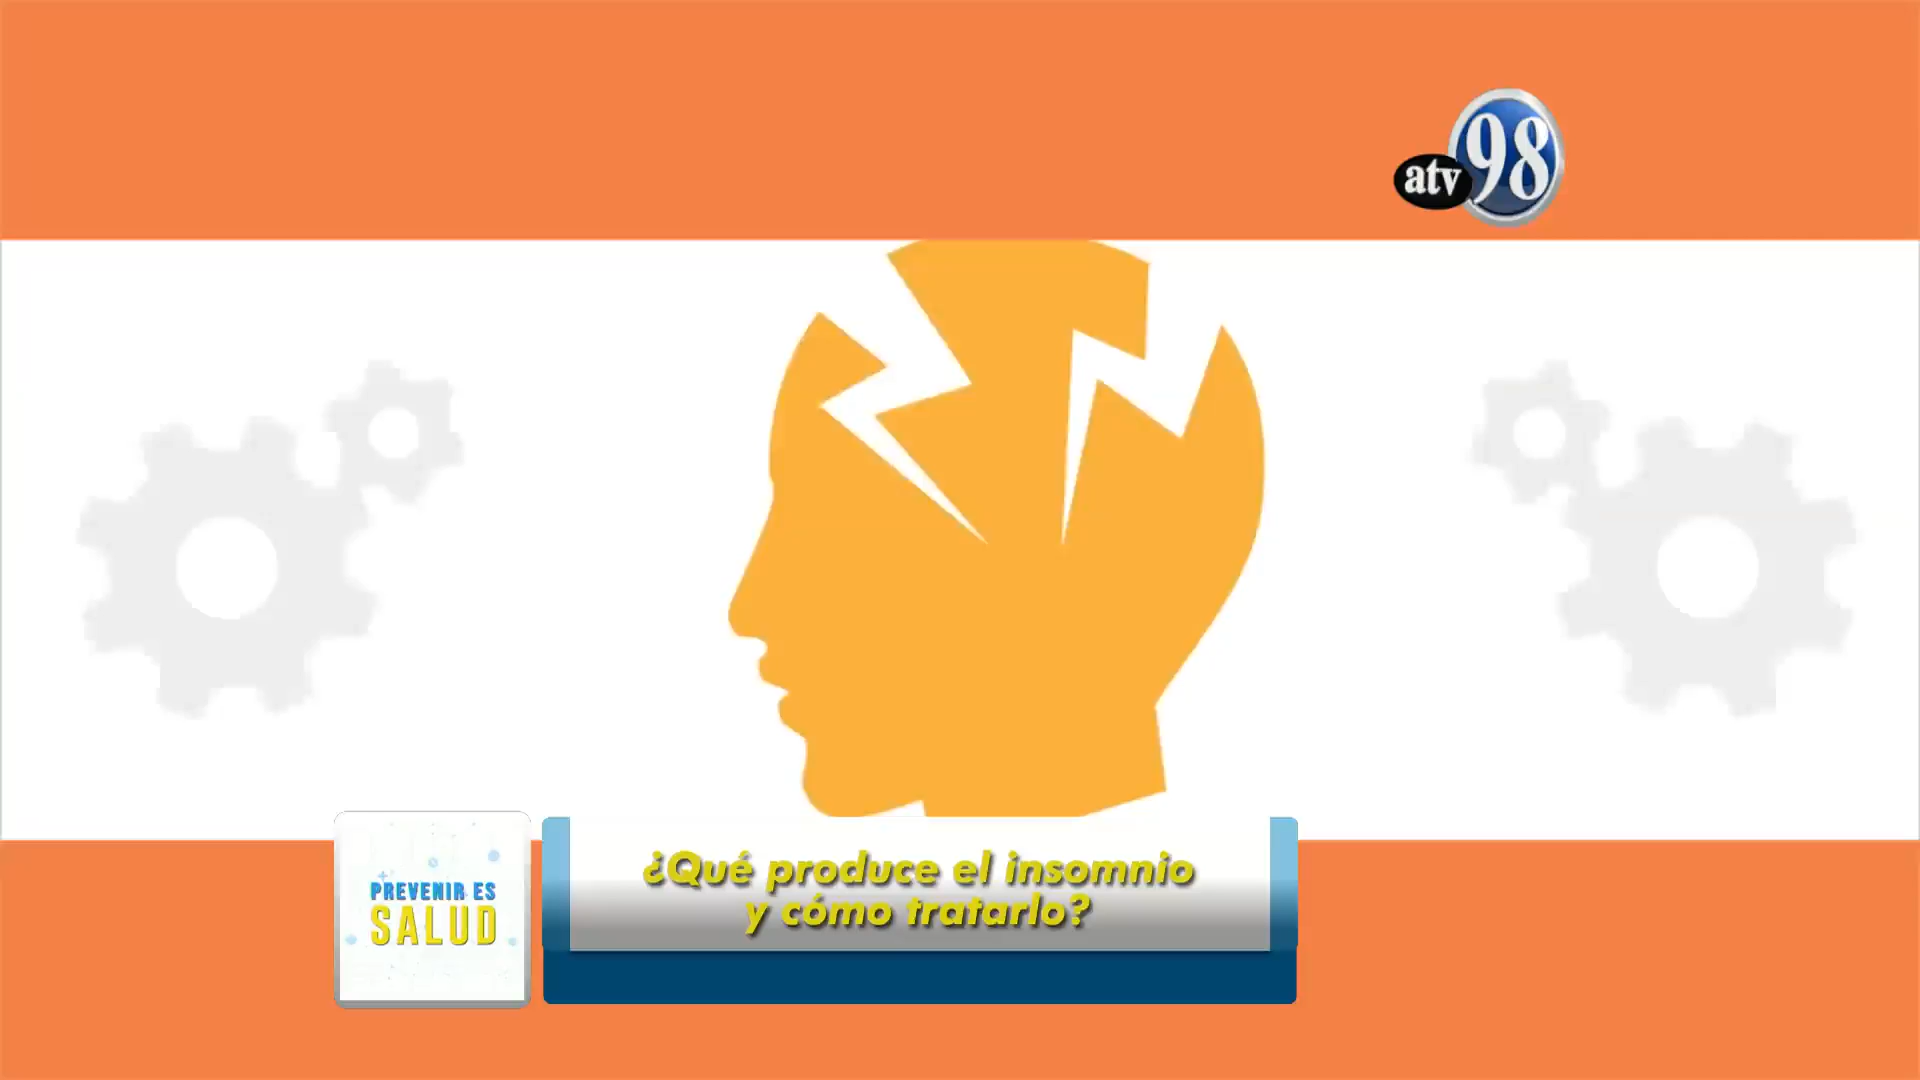 atv 98
¿Qué produce el insomnio
y cómo tratarlo?
PREVENIR ES
SALUD